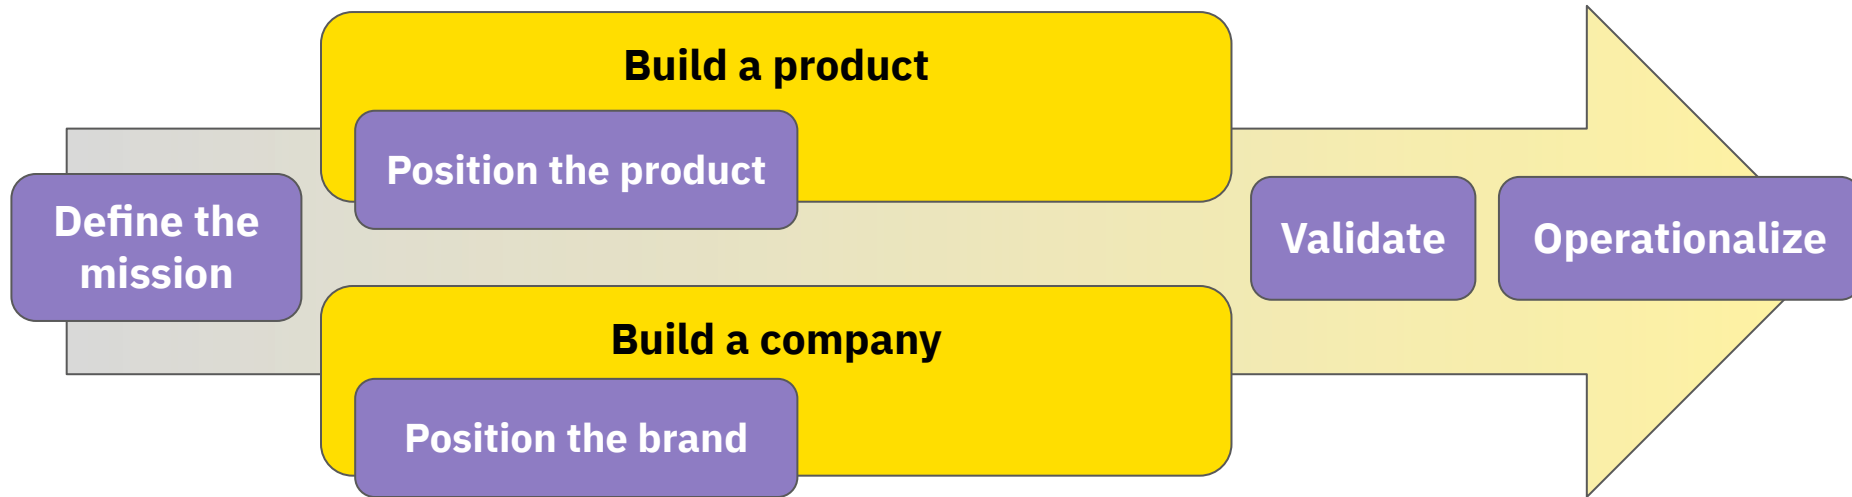 Build a product
Position the product
Define the
mission
Validate
Operationalize
Build a company
Position the brand